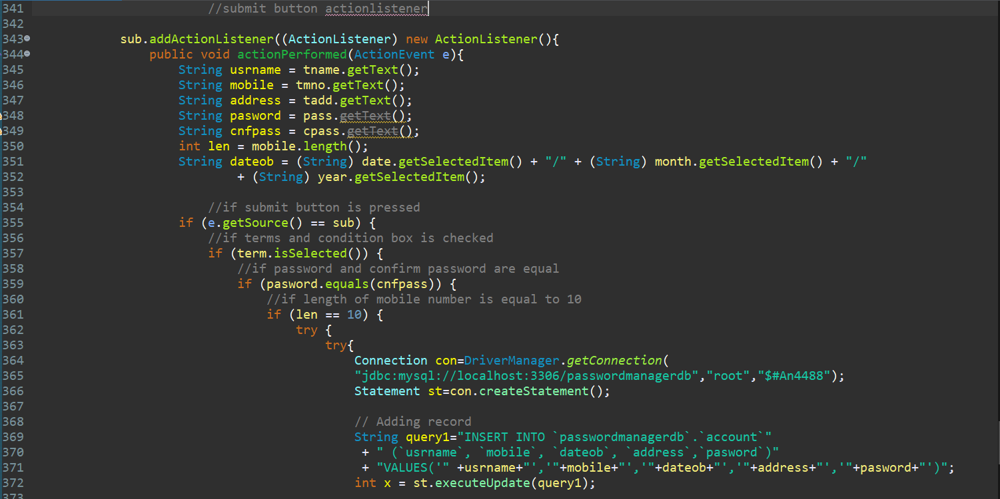 341 //submit button actionlistener
342
343 sub.addActionListener((ActionListener) new ActionListener(){
344 public void actionPerformed(ActionEvent e){
345 String usrname = tname.getText();
346 String mobile = tmno.getText();
347 String address = tadd.getText();
348 String pasword = pass.getText();
349 String cnfpass = cpass.getText();
350 int len = mobile.length();
351 String dateob = (String) date.getSelectedItem() + "/" + (String) month.getSelectedItem() + "/"
352 + (String) year.getSelectedItem();
353
354 //if submit button is pressed
355 if (e.getSource() == sub) {
356 //if terms and condition box is checked
357 if (term.isSelected()) {
358 //if password and confirm password are equal
359 if (pasword.equals(cnfpass)) {
360 //if length of mobile number is equal to 10
361 if (len == 10) {
362 try {
363 try{
364 Connection con=DriverManager.getConnection(
365 "jdbc:mysql://localhost:3306/passwordmanagerdb","root","$#An4488");
366 Statement st=con.createStatement();
367
368 // Adding record
369 String query1="INSERT INTO `passwordmanagerdb`.`account`"
370 + " (`usrname`, `mobile`, `dateob`, `address`,`pasword`)"
371 + "VALUES('" +usrname+"','"+mobile+"','"+dateob+"','"+address+"','"+pasword+"')";
372 int x = st.executeUpdate(query1);
373